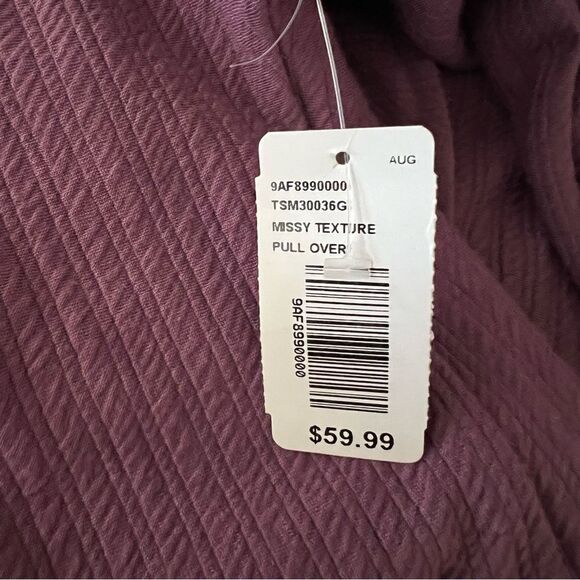 AUG
9AF8990000
TSM30036G
MISSY TEXTURE
PULL OVER
9AF8990000
$59.99